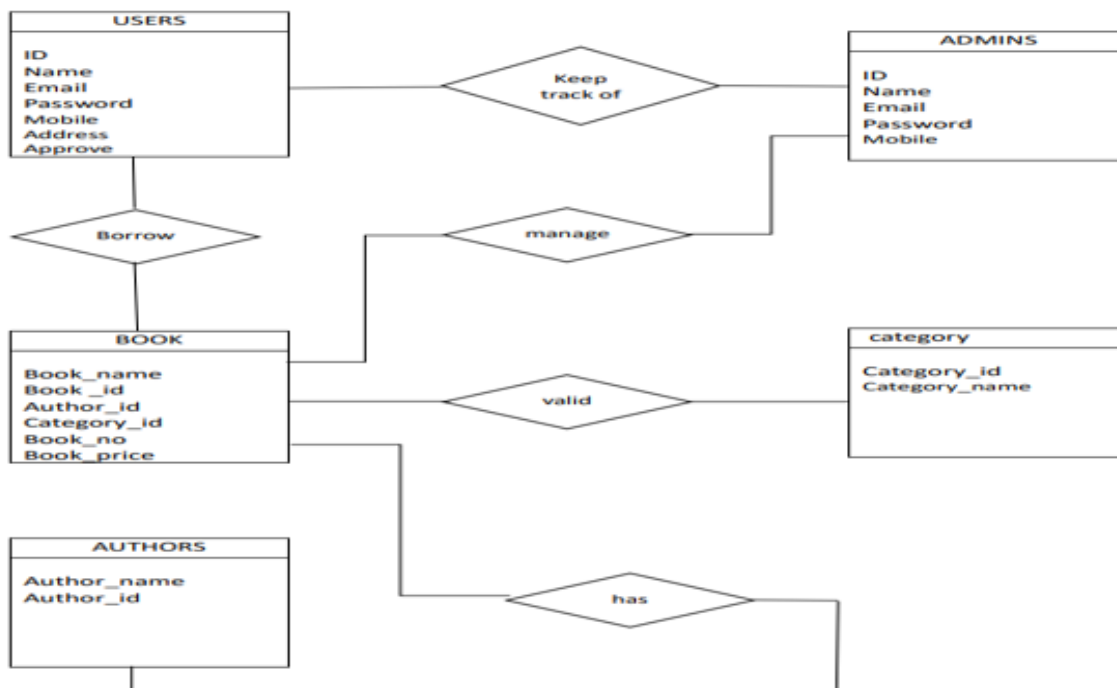 USERS
ID
Name
Email
Password
Mobile
Address
Approve
Keep
track of
ADMINS
ID
Name
Email
Password
Mobile
Borrow
manage
BOOK
Book_name
Book _id
Author_id
Category_id
Book_no
Book_price
valid
category
Category_id
Category_name
AUTHORS
Author_name
Author_id
has